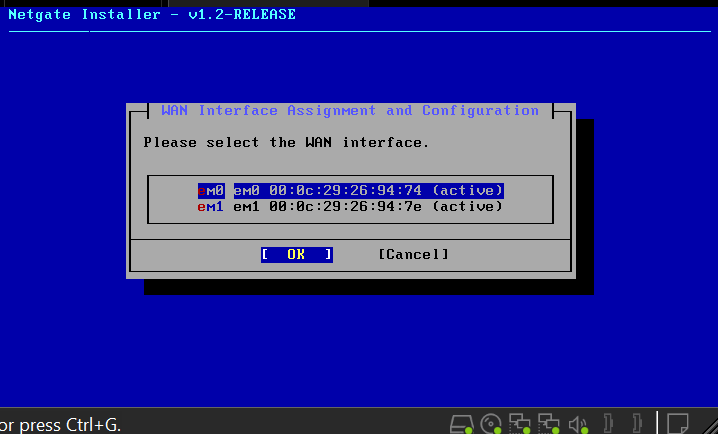 Netgate Installer - v1.2-RELEASE
WAN Interface Assignment and Configuration
Please select the WAN interface.
em0 em0 00:0c:29:26:94:74 (active)
em1 em1 00:0c:29:26:94:7e (active)
[ OK ] [Cancel]
or press Ctrl+G.